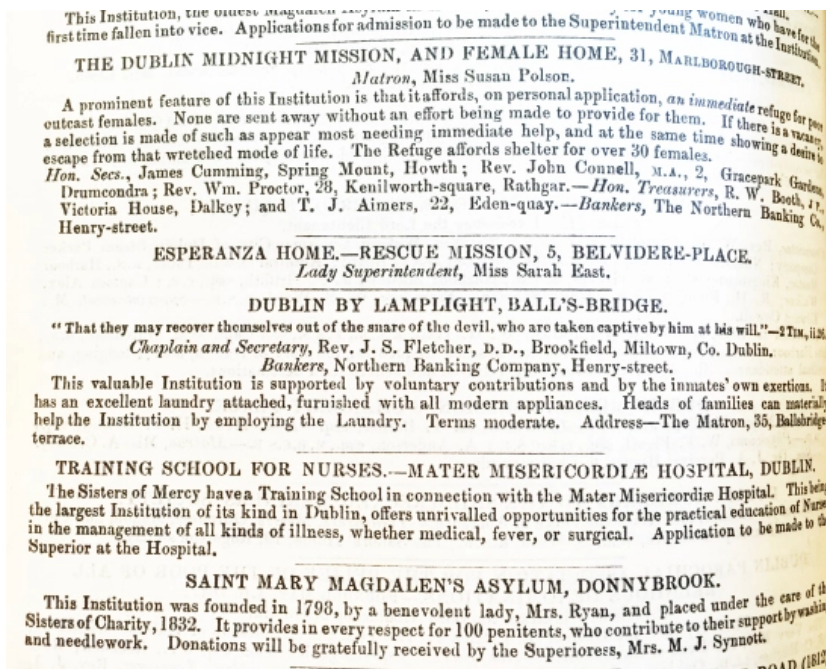 This Institution, the oldest Magdalen Asylum young women who have for the
first time fallen into vice. Applications for admission to be made to the Superintendent Matron at the Institution.
THE DUBLIN MIDNIGHT MISSION, AND FEMALE HOME, 31, MARLBOROUGH-STREET.
Matron, Miss Susan Polson.
A prominent feature of this Institution is that it affords, on personal application, an immediate refuge for poor
outcast females. None are sent away without an effort being made to provide for them. If there is a vacancy,
a selection is made of such as appear most needing immediate help, and at the same time showing a desire to
escape from that wretched mode of life. The Refuge affords shelter for over 30 females.
Hon. Secs., James Cumming, Spring Mount, Howth; Rev. John Connell, M.A., 2, Gracepark Gardens,
Drumcondra; Rev. Wm. Proctor, 28, Kenilworth-square, Rathgar.—Hon. Treasurers, R. W. Booth, J.P.,
Victoria House, Dalkey; and T. J. Aimers, 22, Eden-quay.—Bankers, The Northern Banking Co.,
Henry-street.
ESPERANZA HOME.—RESCUE MISSION, 5, BELVIDERE-PLACE.
Lady Superintendent, Miss Sarah East.
DUBLIN BY LAMPLIGHT, BALL'S-BRIDGE.
"That they may recover themselves out of the snare of the devil, who are taken captive by him at his will."—2 TIM, ii.26.
Chaplain and Secretary, Rev. J. S. Fletcher, D.D., Brookfield, Miltown, Co. Dublin.
Bankers, Northern Banking Company, Henry-street.
This valuable Institution is supported by voluntary contributions and by the inmates' own exertions. It
has an excellent laundry attached, furnished with all modern appliances. Heads of families can materially
help the Institution by employing the Laundry. Terms moderate. Address—The Matron, 35, Ballsbridge
terrace.
TRAINING SCHOOL FOR NURSES.—MATER MISERICORDIÆ HOSPITAL, DUBLIN.
The Sisters of Mercy have a Training School in connection with the Mater Misericordiæ Hospital. This being
the largest Institution of its kind in Dublin, offers unrivalled opportunities for the practical education of Nurses
in the management of all kinds of illness, whether medical, fever, or surgical. Application to be made to the
Superior at the Hospital.
SAINT MARY MAGDALEN'S ASYLUM, DONNYBROOK.
This Institution was founded in 1798, by a benevolent lady, Mrs. Ryan, and placed under the care of the
Sisters of Charity, 1832. It provides in every respect for 100 penitents, who contribute to their support by washing
and needlework. Donations will be gratefully received by the Superioress, Mrs. M. J. Synnott.
ROAD (1812